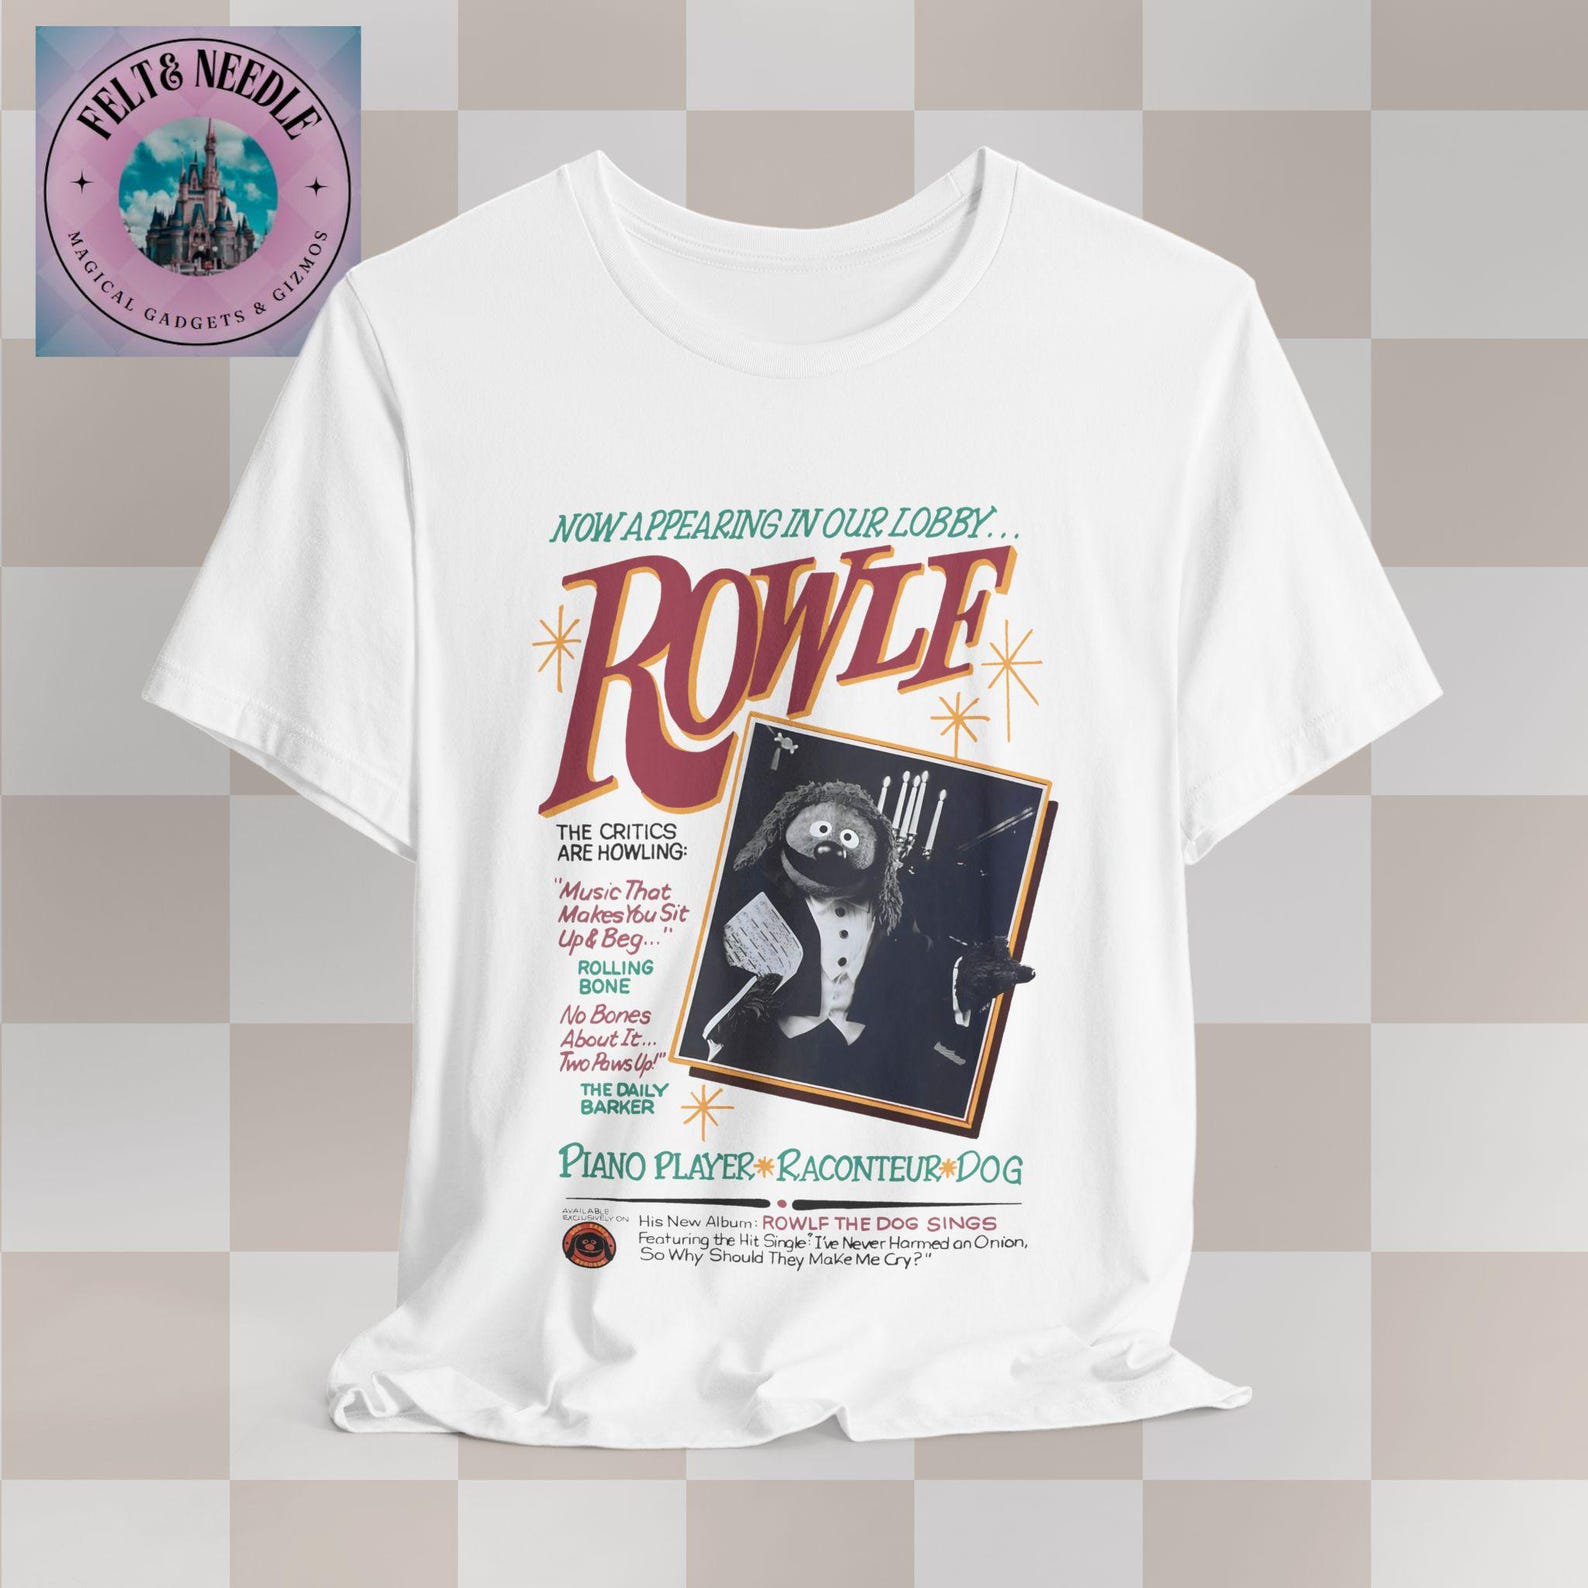 FELT & NEEDLE
MAGICAL GADGETS & GIZMOS
NOW APPEARING IN OUR LOBBY...
ROWLF
THE CRITICS
ARE HOWLING:
"Music That
Makes You Sit
Up & Beg..."
ROLLING
BONE
No Bones
About It...
Two Paws Up!"
THE DAILY
BARKER
PIANO PLAYER * RACONTEUR * DOG
AVAILABLE
EXCLUSIVELY ON
His New Album: ROWLF THE DOG SINGS
Featuring the Hit Single: "I've Never Harmed an Onion,
So Why Should They Make Me Cry?"